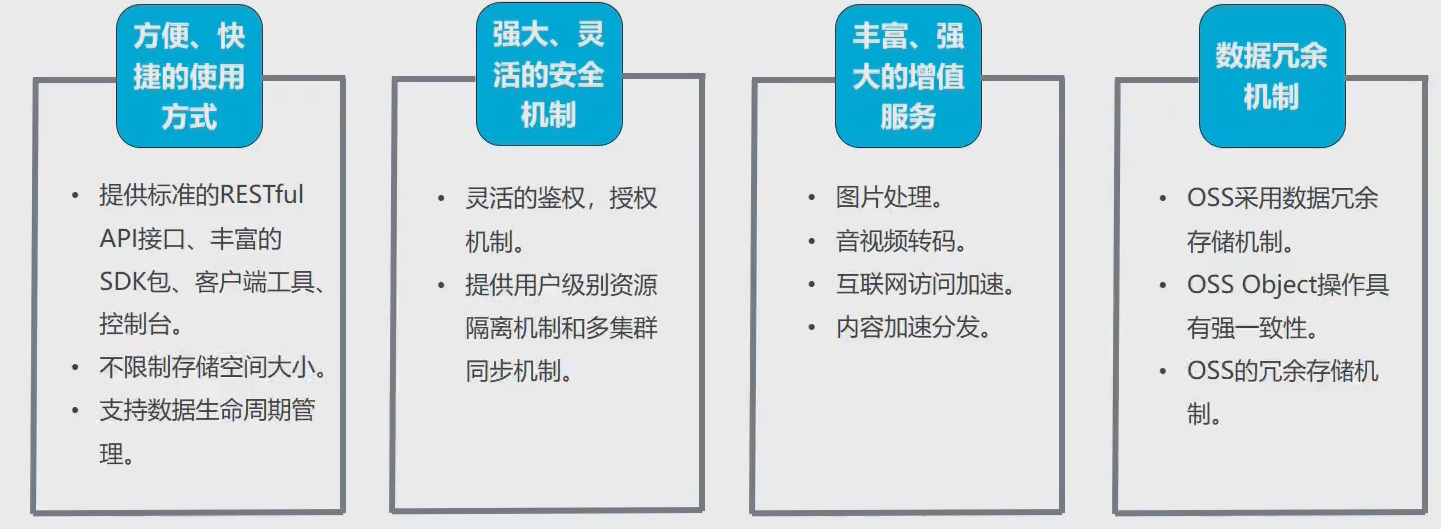 方便、快
捷的使用
方式
提供标准的RESTful
API接口、丰富的
SDK包、客户端工具、
控制台。
不限制存储空间大小。
支持数据生命周期管
理。
强大、灵
活的安全
机制
灵活的鉴权，授权
机制。
提供用户级别资源
隔离机制和多集群
同步机制。
丰富、强
大的增值
服务
图片处理。
音视频转码。
互联网访问加速。
内容加速分发。
数据冗余
机制
OSS采用数据冗余
存储机制。
OSS Object操作具
有强一致性。
OSS的冗余存储机
制。